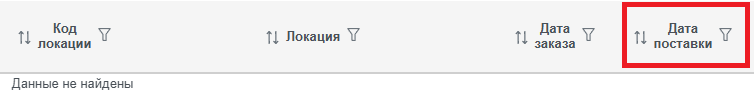 Код
локации
Локация
Дата
заказа
Дата
поставки
Данные не найдены